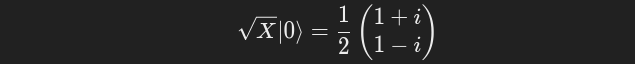 √X|0⟩ = 1/2 (1 + i
1 − i)